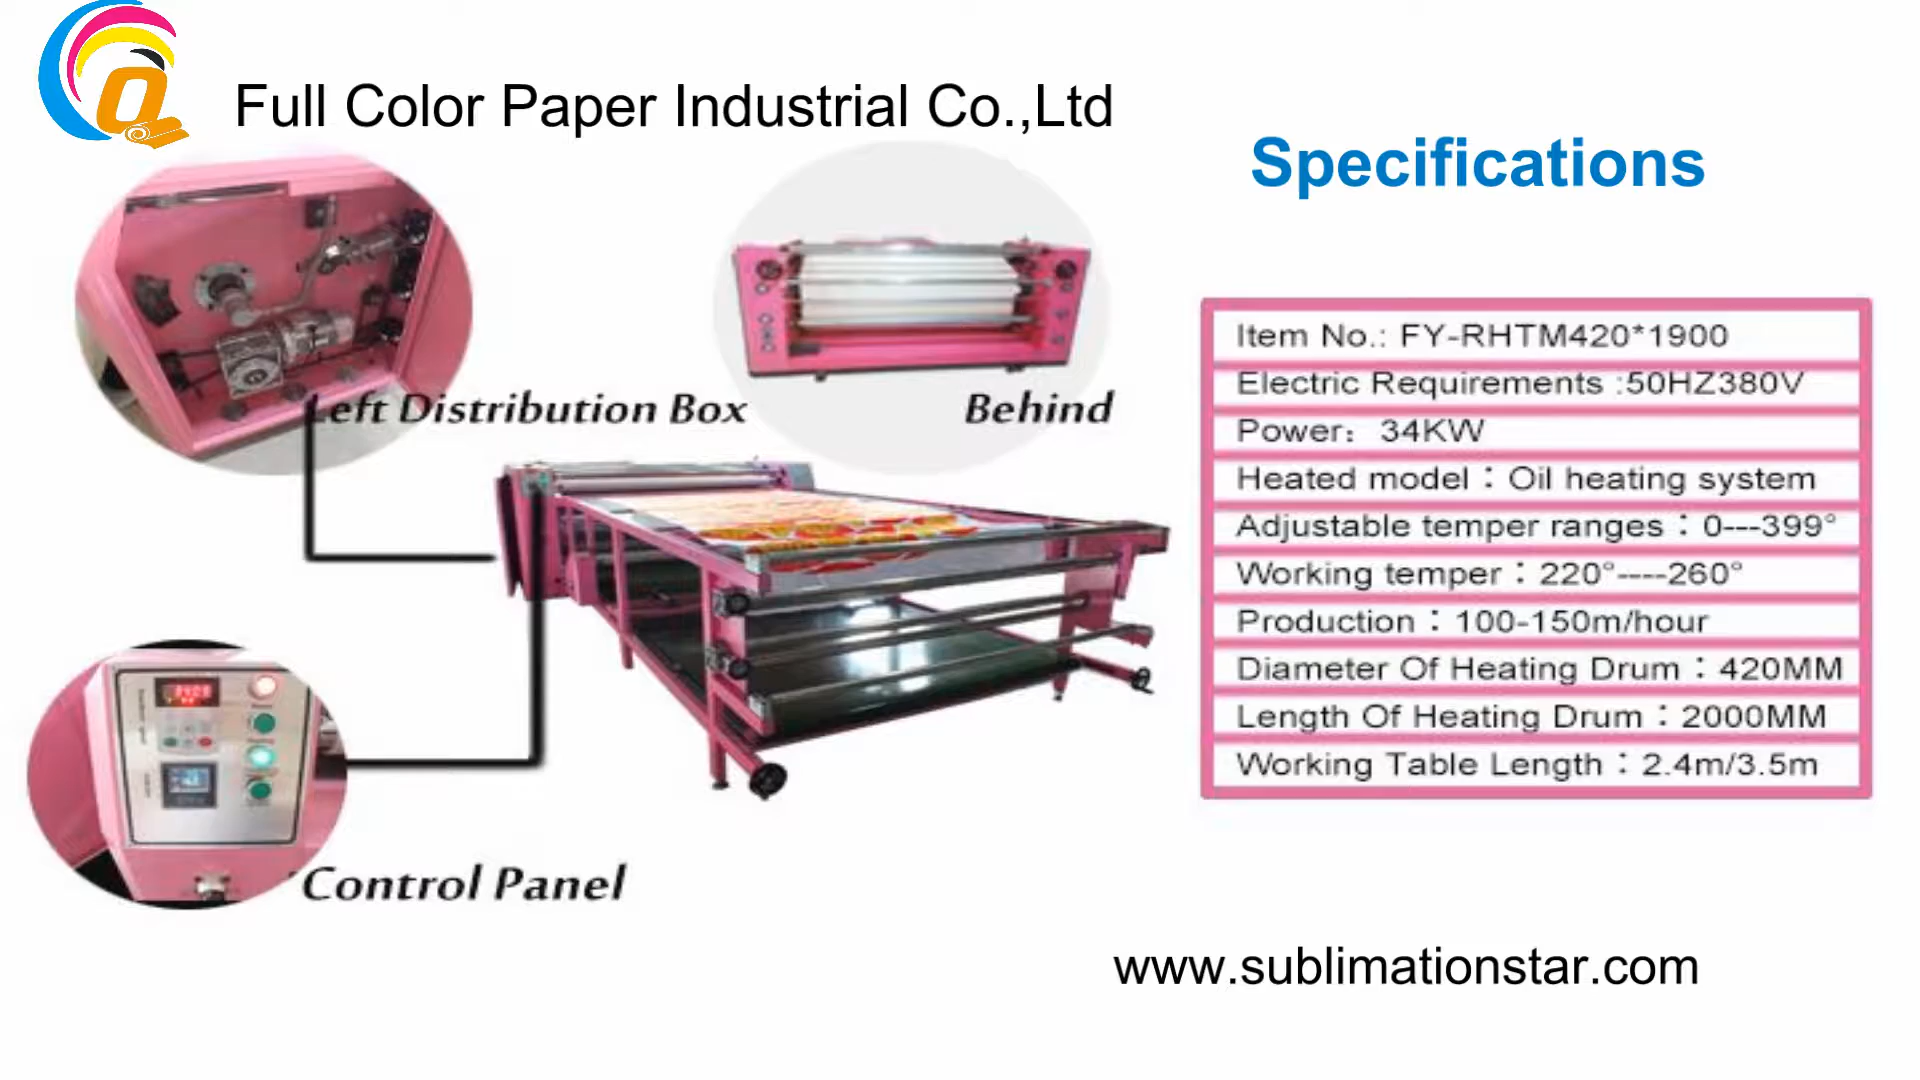 Full Color Paper Industrial Co.,Ltd
Specifications
Left Distribution Box
Behind
Control Panel
Item No.: FY-RHTM420*1900
Electric Requirements :50HZ380V
Power：34KW
Heated model：Oil heating system
Adjustable temper ranges：0---399°
Working temper：220°----260°
Production：100-150m/hour
Diameter Of Heating Drum：420MM
Length Of Heating Drum：2000MM
Working Table Length：2.4m/3.5m
www.sublimationstar.com